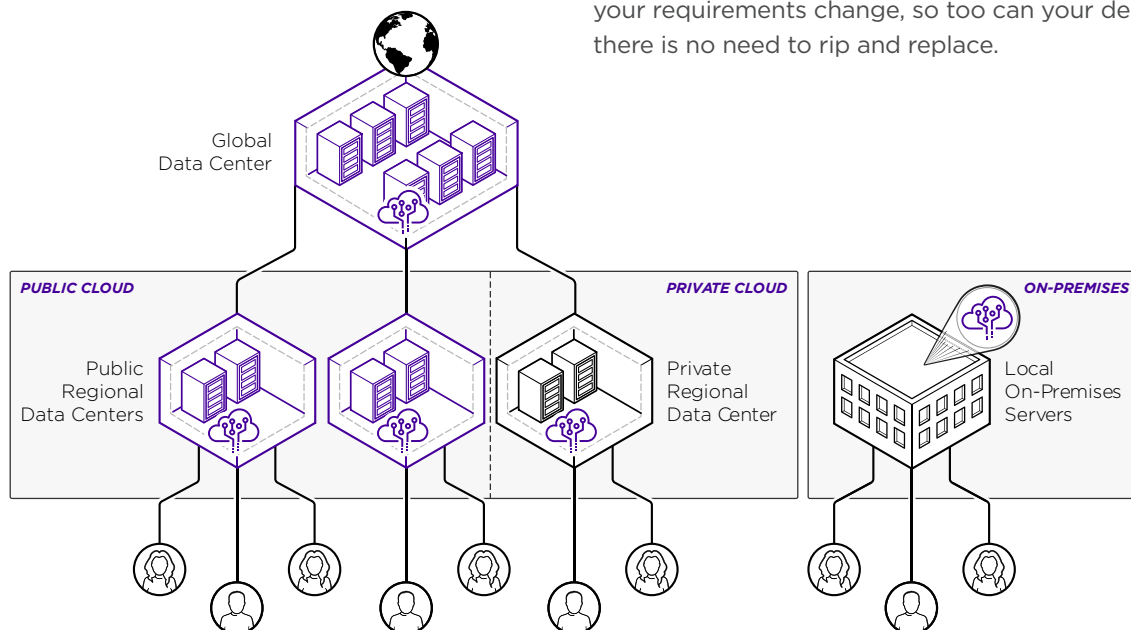 your requirements change, so too can your de
there is no need to rip and replace.
Global
Data Center
PUBLIC CLOUD
PRIVATE CLOUD
ON-PREMISES
Public
Regional
Data Centers
Private
Regional
Data Center
Local
On-Premises
Servers